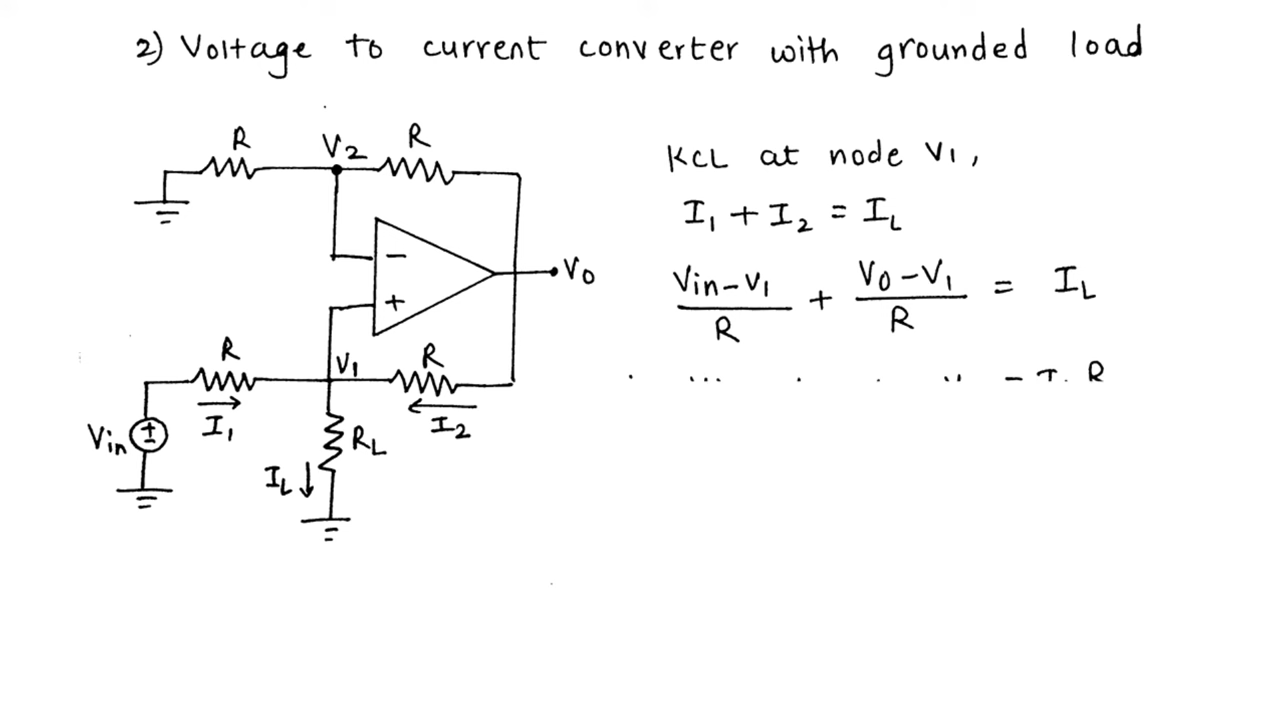 2) Voltage to current converter with grounded load
R
V2
R
KCL at node V1,
I1 + I2 = IL
−
+
Vo
Vin−V1/R + Vo−V1/R = IL
R
V1
R
I1
I2
Vin
±
RL
IL